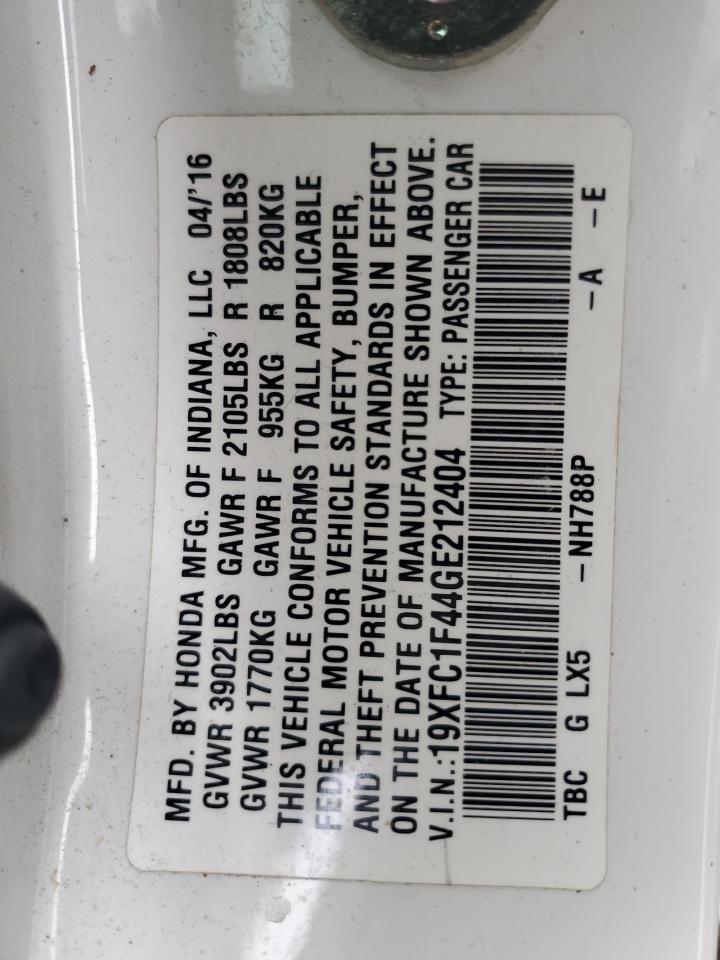 MFD. BY HONDA MFG. OF INDIANA, LLC 04/'16
GVWR 3902LBS GAWR F 2105LBS R 1808LBS
GVWR 1770KG GAWR F 955KG R 820KG
THIS VEHICLE CONFORMS TO ALL APPLICABLE
FEDERAL MOTOR VEHICLE SAFETY, BUMPER,
AND THEFT PREVENTION STANDARDS IN EFFECT
ON THE DATE OF MANUFACTURE SHOWN ABOVE.
V.I.N.:19XFC1F44GE212404 TYPE: PASSENGER CAR
TBC G LX5 –NH788P –A –E